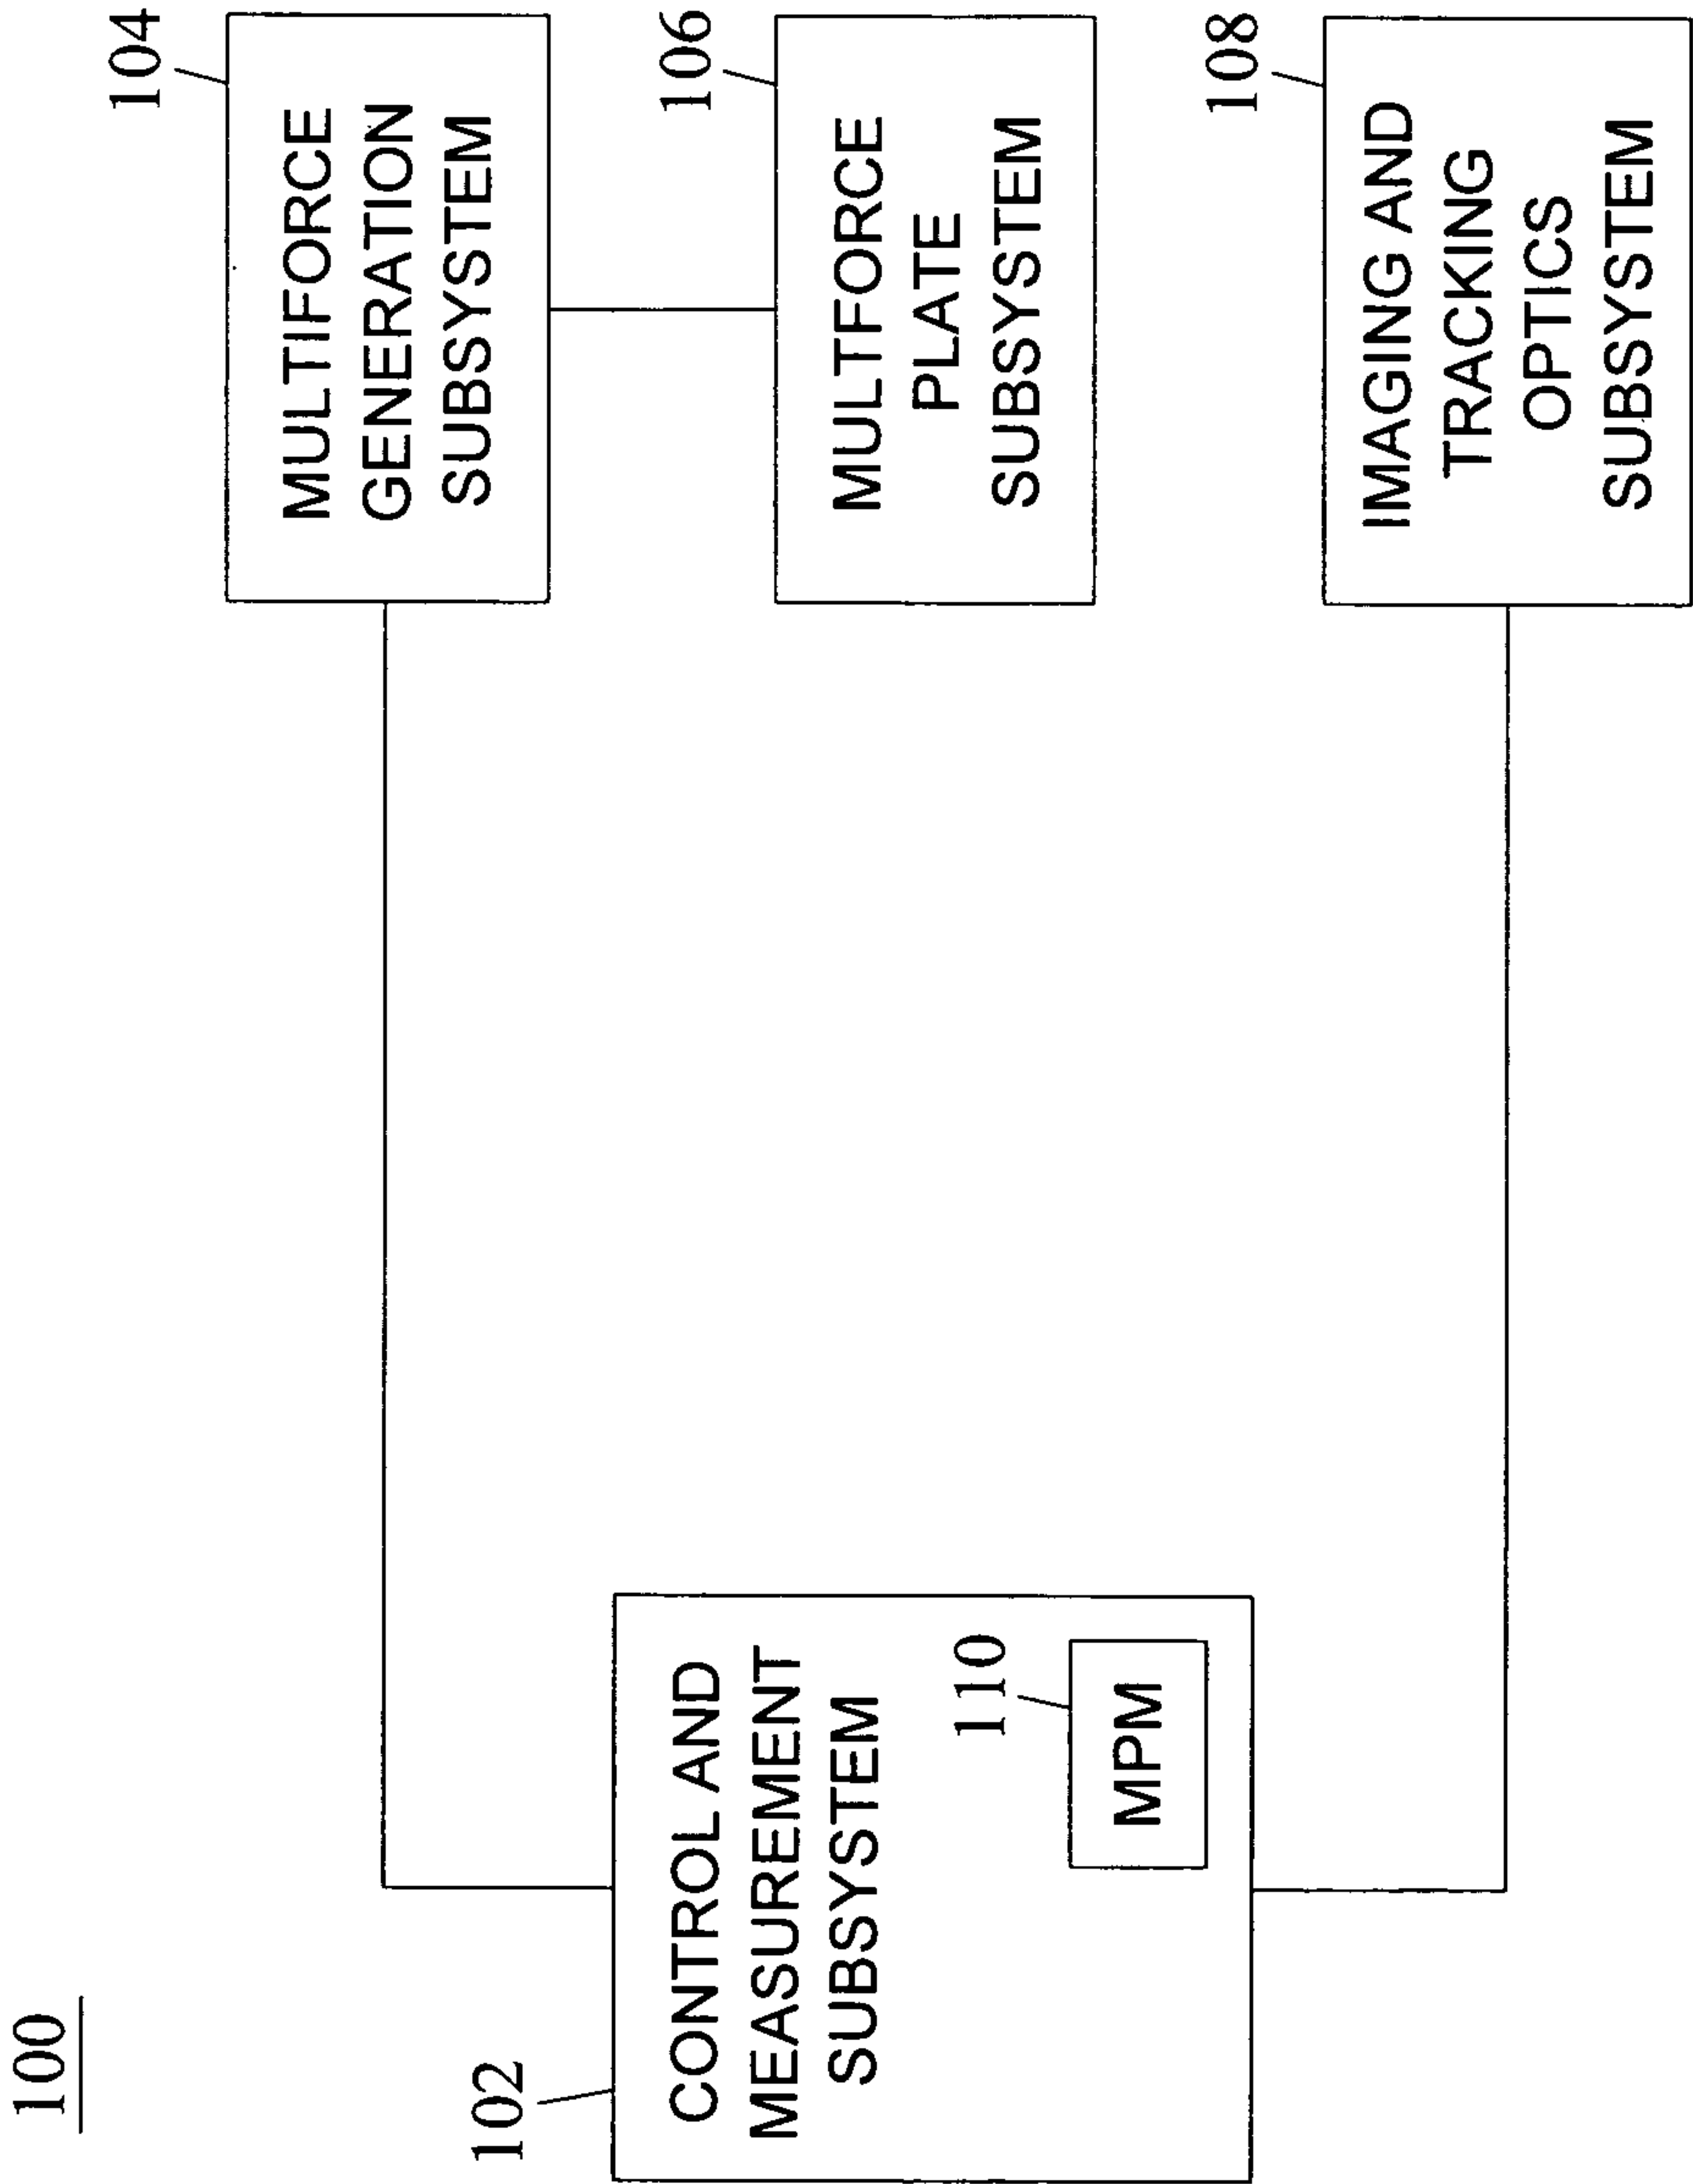 100
102
CONTROL AND
MEASUREMENT
SUBSYSTEM
110
MPM
104
MULTIFORCE
GENERATION
SUBSYSTEM
106
MULTFORCE
PLATE
SUBSYSTEM
108
IMAGING AND
TRACKING
OPTICS
SUBSYSTEM